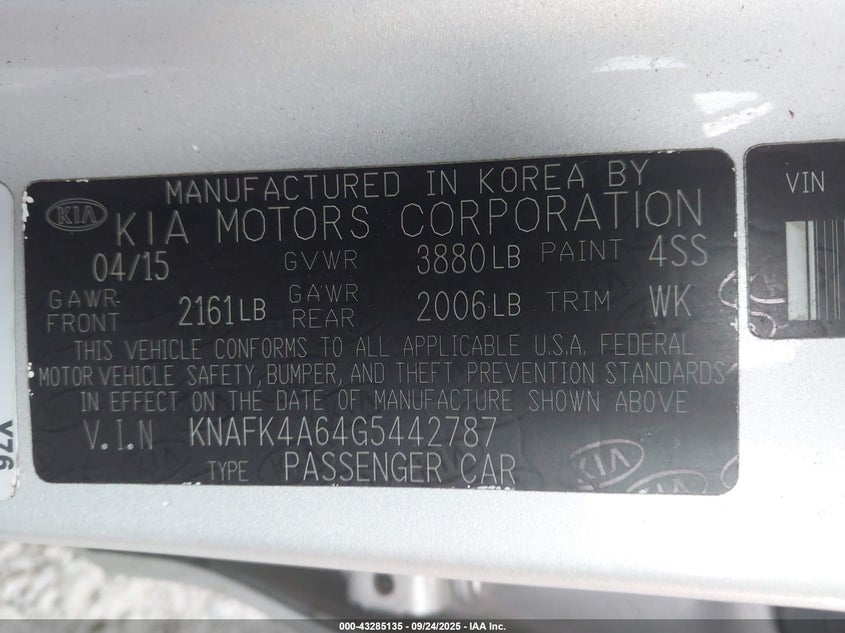 MANUFACTURED IN KOREA BY
KIA KIA MOTORS CORPORATION
04/15 GVWR 3880LB PAINT 4SS
GAWR FRONT 2161LB GAWR REAR 2006LB TRIM WK
THIS VEHICLE CONFORMS TO ALL APPLICABLE U.S.A. FEDERAL
MOTOR VEHICLE SAFETY, BUMPER, AND THEFT PREVENTION STANDARDS
IN EFFECT ON THE DATE OF MANUFACTURE SHOWN ABOVE
V.I.N KNAFK4A64G5442787
TYPE PASSENGER CAR
KIA
VIN
000-43285135 - 09/24/2025 - IAA Inc.